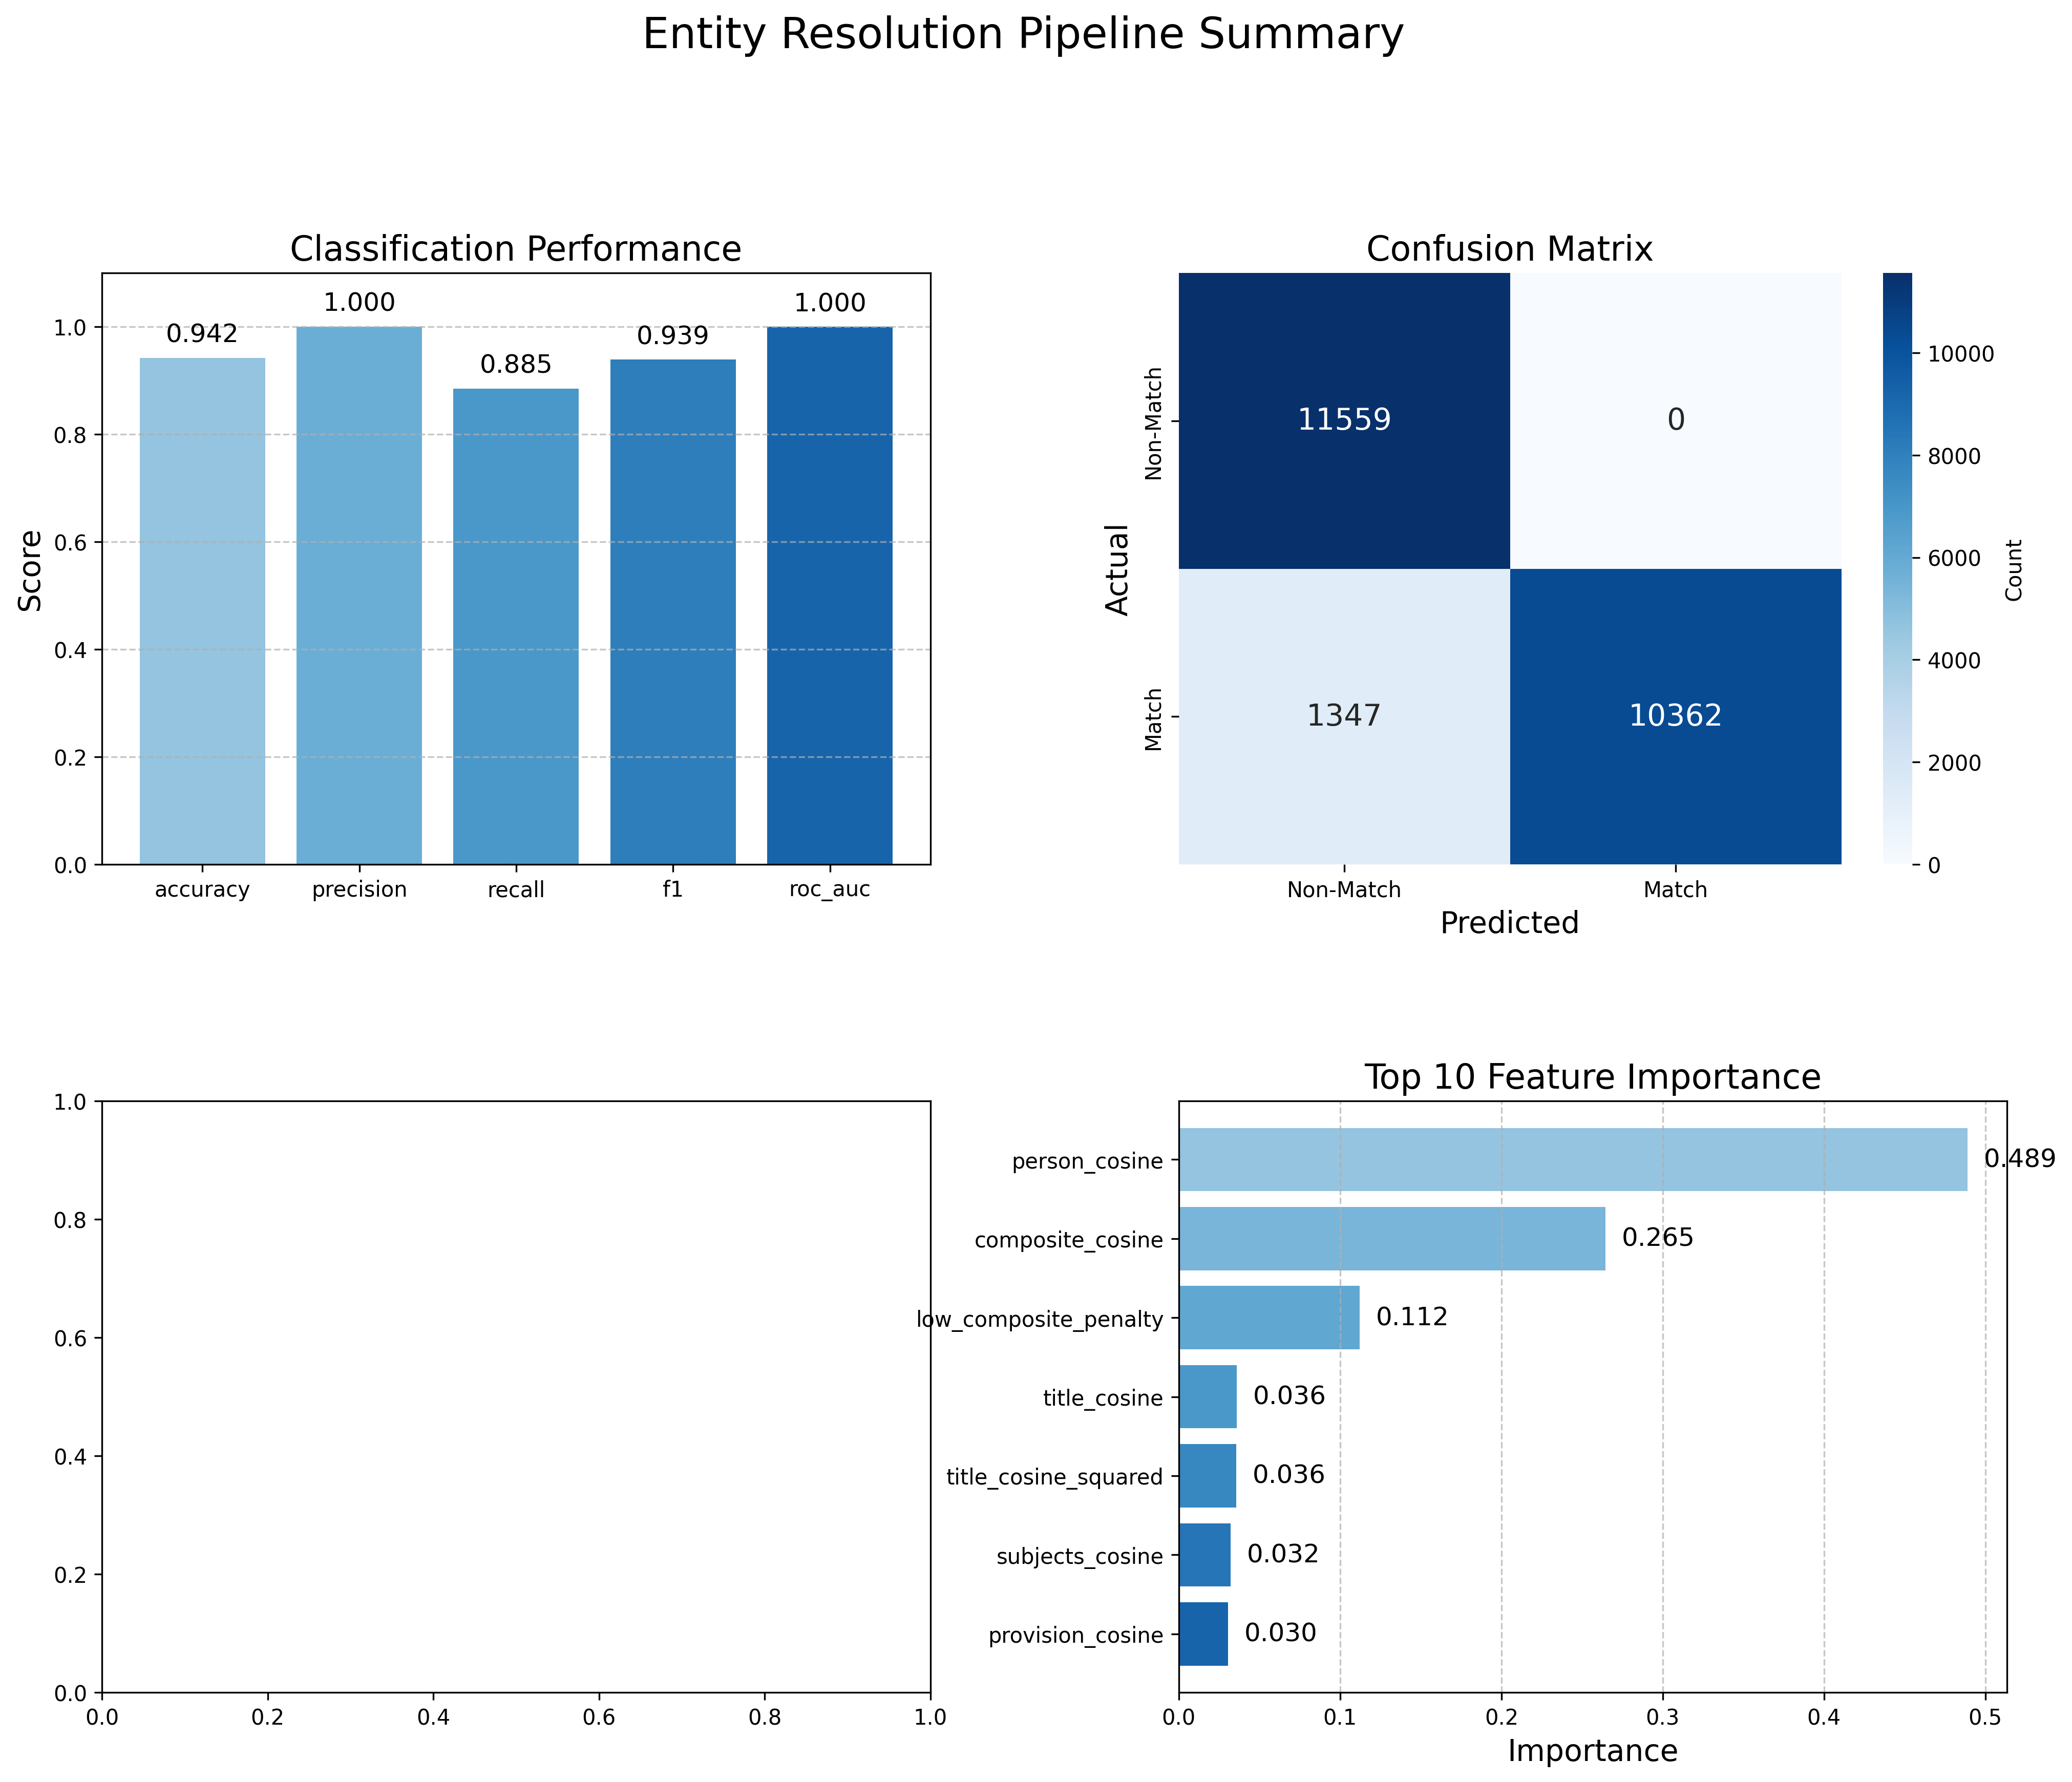 Entity Resolution Pipeline Summary
Classification Performance
Score
1.0
0.8
0.6
0.4
0.2
0.0
0.942
1.000
0.885
0.939
1.000
accuracy
precision
recall
f1
roc_auc
Confusion Matrix
Actual
Non-Match
Match
11559
0
1347
10362
Non-Match
Match
Predicted
10000
8000
6000
4000
2000
0
Count
1.0
0.8
0.6
0.4
0.2
0.0
0.0
0.2
0.4
0.6
0.8
1.0
Top 10 Feature Importance
person_cosine
0.489
composite_cosine
0.265
low_composite_penalty
0.112
title_cosine
0.036
title_cosine_squared
0.036
subjects_cosine
0.032
provision_cosine
0.030
0.0
0.1
0.2
0.3
0.4
0.5
Importance